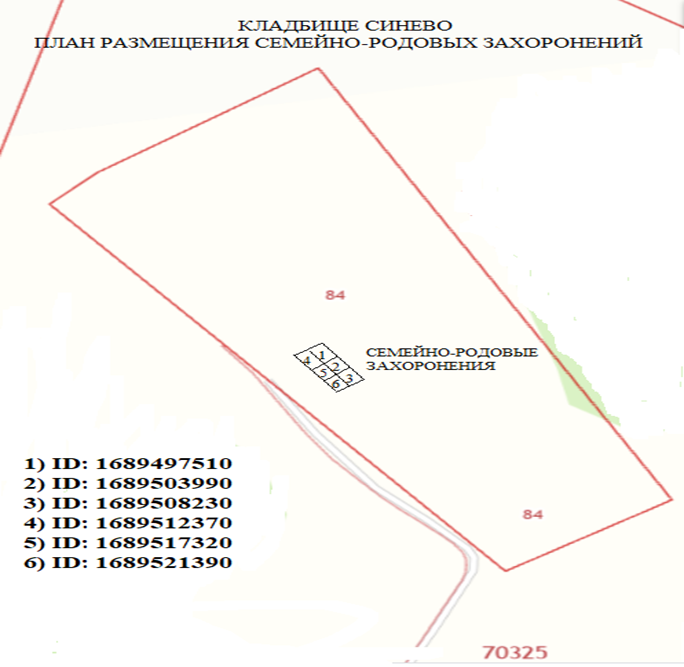 КЛАДБИЩЕ СИНЕВО
ПЛАН РАЗМЕЩЕНИЯ СЕМЕЙНО-РОДОВЫХ ЗАХОРОНЕНИЙ
84
1
2
3
4
5
6
СЕМЕЙНО-РОДОВЫЕ
ЗАХОРОНЕНИЯ
1) ID: 1689497510
2) ID: 1689503990
3) ID: 1689508230
4) ID: 1689512370
5) ID: 1689517320
6) ID: 1689521390
84
70325